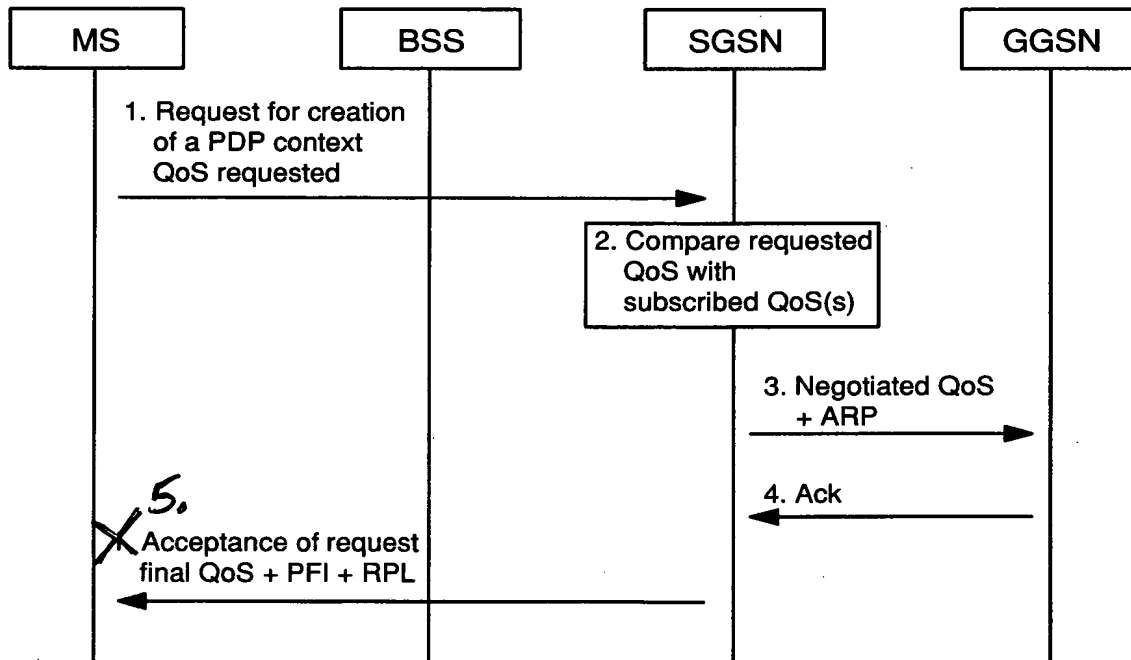 MS
BSS
SGSN
GGSN
1. Request for creation
of a PDP context
QoS requested
2. Compare requested
QoS with
subscribed QoS(s)
3. Negotiated QoS
+ ARP
4. Ack
5.
Acceptance of request
final QoS + PFI + RPL